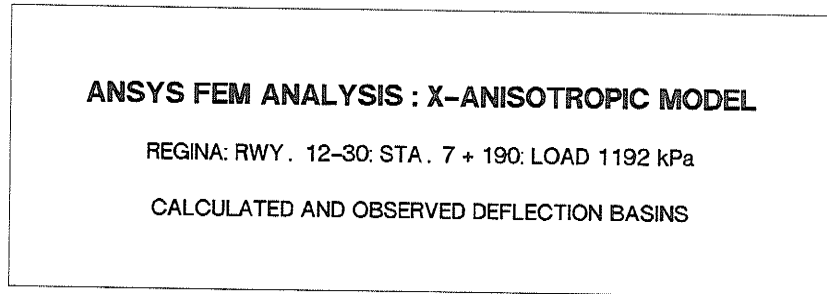 ANSYS FEM ANALYSIS : X-ANISOTROPIC MODEL
REGINA: RWY. 12-30: STA. 7 + 190: LOAD 1192 kPa
CALCULATED AND OBSERVED DEFLECTION BASINS